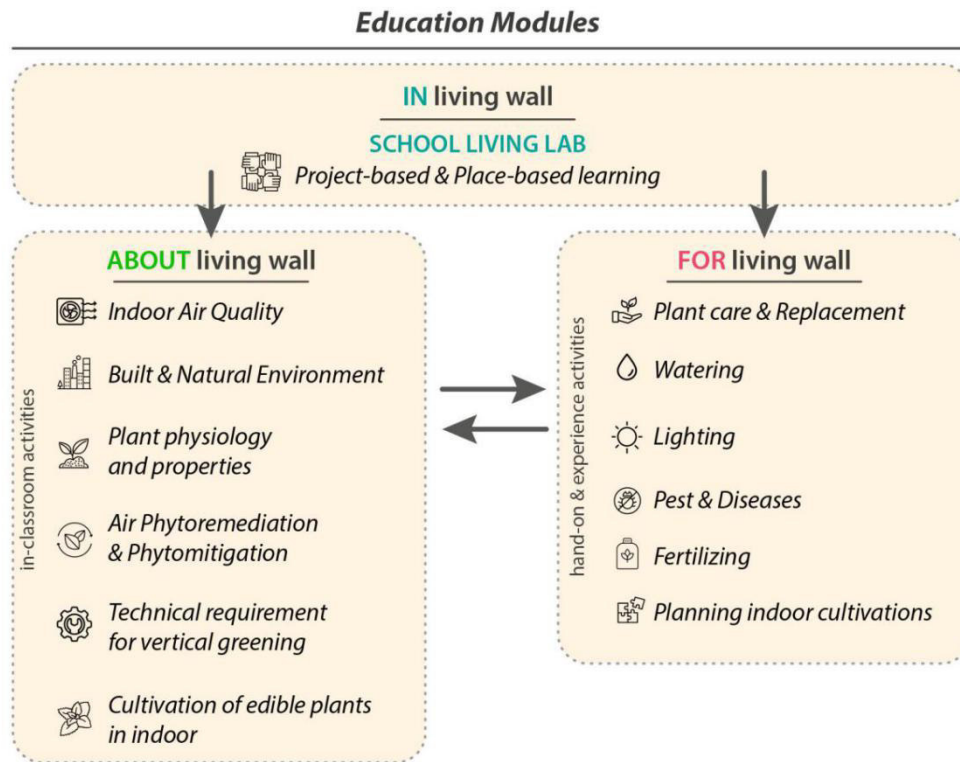 Education Modules
IN living wall
SCHOOL LIVING LAB
Project-based & Place-based learning
ABOUT living wall
in-classroom activities
Indoor Air Quality
Built & Natural Environment
Plant physiology
and properties
Air Phytoremediation
& Phytomitigation
Technical requirement
for vertical greening
Cultivation of edible plants
in indoor
FOR living wall
hand-on & experience activities
Plant care & Replacement
Watering
Lighting
Pest & Diseases
Fertilizing
Planning indoor cultivations